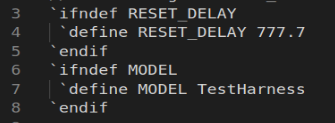 3 `ifndef RESET_DELAY
4 `define RESET_DELAY 777.7
5 `endif
6 `ifndef MODEL
7 `define MODEL TestHarness
8 `endif